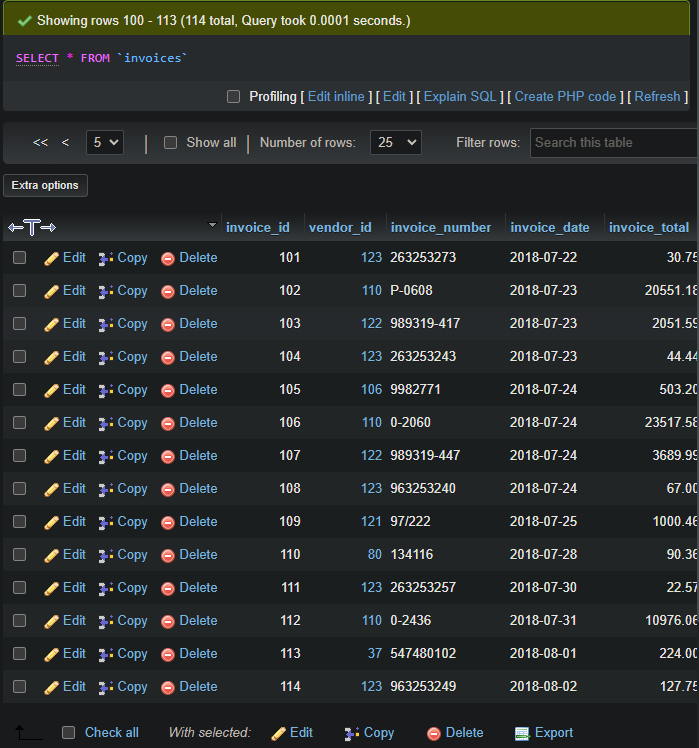 Showing rows 100 - 113 (114 total, Query took 0.0001 seconds.)
SELECT * FROM `invoices`
Profiling [ Edit inline ] [ Edit ] [ Explain SQL ] [ Create PHP code ] [ Refresh ]
<< < 5 Show all Number of rows: 25 Filter rows: Search this table
Extra options
invoice_id vendor_id invoice_number invoice_date invoice_total
Edit Copy Delete 101 123 263253273 2018-07-22 30.75
Edit Copy Delete 102 110 P-0608 2018-07-23 20551.18
Edit Copy Delete 103 122 989319-417 2018-07-23 2051.59
Edit Copy Delete 104 123 263253243 2018-07-23 44.44
Edit Copy Delete 105 106 9982771 2018-07-24 503.20
Edit Copy Delete 106 110 0-2060 2018-07-24 23517.58
Edit Copy Delete 107 122 989319-447 2018-07-24 3689.99
Edit Copy Delete 108 123 963253240 2018-07-24 67.00
Edit Copy Delete 109 121 97/222 2018-07-25 1000.46
Edit Copy Delete 110 80 134116 2018-07-28 90.36
Edit Copy Delete 111 123 263253257 2018-07-30 22.57
Edit Copy Delete 112 110 0-2436 2018-07-31 10976.06
Edit Copy Delete 113 37 547480102 2018-08-01 224.00
Edit Copy Delete 114 123 963253249 2018-08-02 127.75
Check all With selected: Edit Copy Delete Export